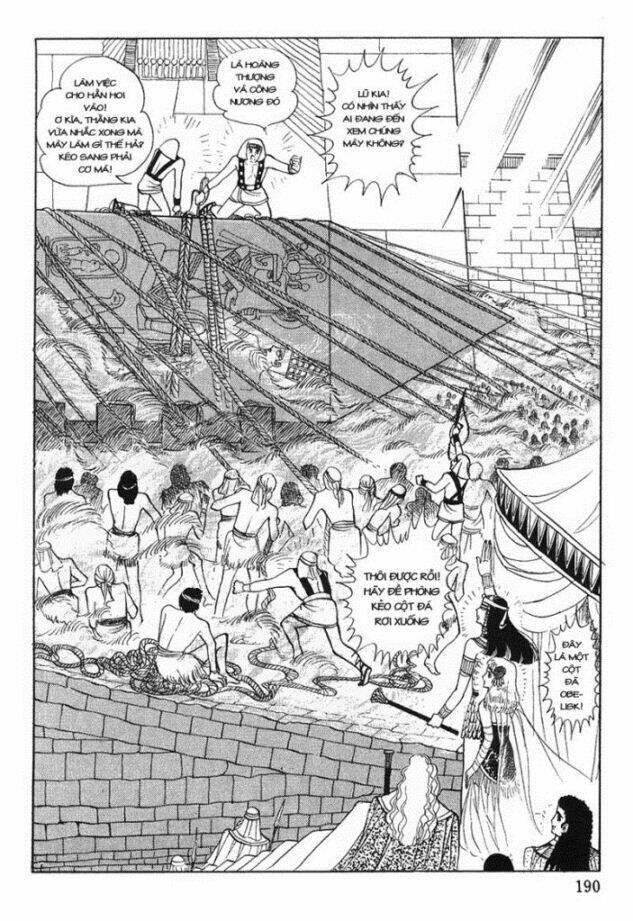 LÀM VIỆC
CHO HẲN HOI
VÀO!
Ơ KÌA, THẰNG KIA
VỪA NHẮC XONG MÀ
MÀY LÀM GÌ THẾ HẢ?
KÉO SANG PHẢI
CƠ MÀ!
LÀ HOÀNG
THƯỢNG
VÀ CÔNG
NƯƠNG ĐÓ
LŨ KIA!
CÓ NHÌN THẤY
AI ĐANG ĐẾN
XEM CHÚNG
MÀY KHÔNG?
THÔI ĐƯỢC RỒI!
HÃY ĐỀ PHÒNG
KẺO CỘT ĐÁ
RƠI XUỐNG
ĐÂY
LÀ MỘT
CỘT
ĐÁ
OBE-
LISK!
190